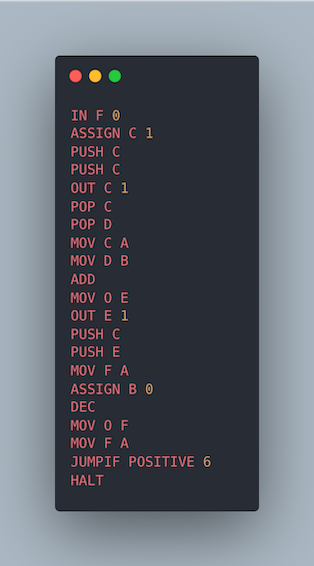 IN F 0
ASSIGN C 1
PUSH C
PUSH C
OUT C 1
POP C
POP D
MOV C A
MOV D B
ADD
MOV O E
OUT E 1
PUSH C
PUSH E
MOV F A
ASSIGN B 0
DEC
MOV O F
MOV F A
JUMPIF POSITIVE 6
HALT